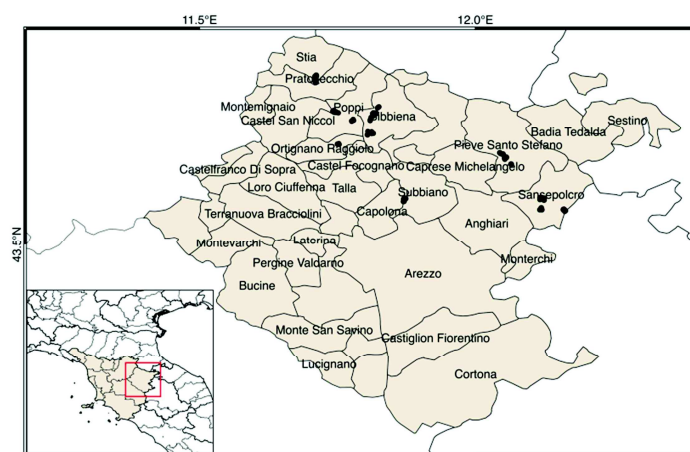 11.5°E
12.0°E
43.5°N
Stia
Pratovecchio
Montemignaio
Poppi
Castel San Niccol
Bibbiena
Sestino
Badia Tedalda
Pieve Santo Stefano
Ortignano Raggiolo
Castelfranco Di Sopra
Castel Focognano
Caprese Michelangelo
Loro Ciuffenna
Talla
Subbiano
Sansepolcro
Terranuova Bracciolini
Capolona
Anghiari
Montevarchi
Laterina
Pergine Valdarno
Monterchi
Arezzo
Bucine
Monte San Savino
Castiglion Fiorentino
Lucignano
Cortona